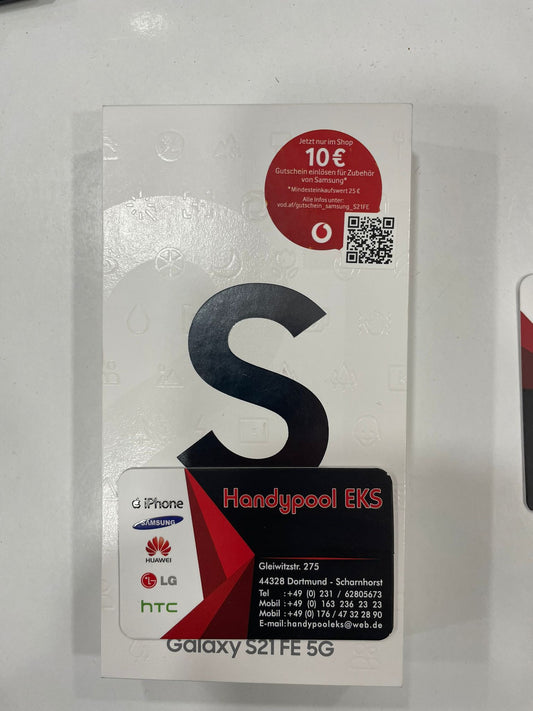 Jetzt nur im Shop
10 €
Gutschein einlösen für Zubehör
von Samsung*
*Mindesteinkaufswert 25 €
Alle Infos unter:
vod.af/gutschein_samsung_S21FE
S
iPhone
SAMSUNG
HUAWEI
LG
hTC
Handypool EKS
Gleiwitzstr. 275
44328 Dortmund - Scharnhorst
Tel :+49 (0) 231 / 62805673
Mobil :+49 (0) 163 236 23 23
Mobil :+49 (0) 176 / 47 32 28 90
E-mail:handypooleks@web.de
Galaxy S21 FE 5G